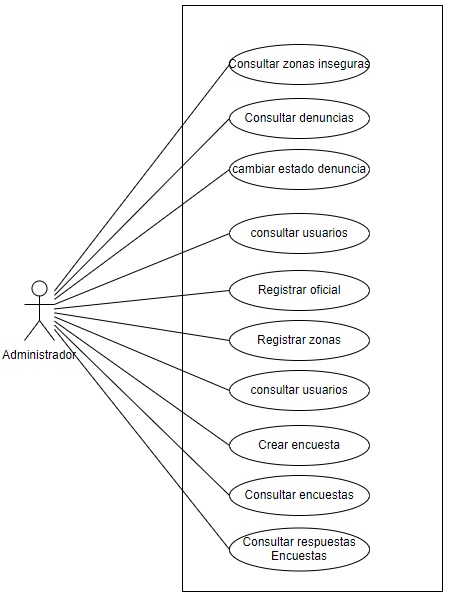 Consultar zonas inseguras
Consultar denuncias
cambiar estado denuncia
consultar usuarios
Registrar oficial
Registrar zonas
Administrador
consultar usuarios
Crear encuesta
Consultar encuestas
Consultar respuestas
Encuestas